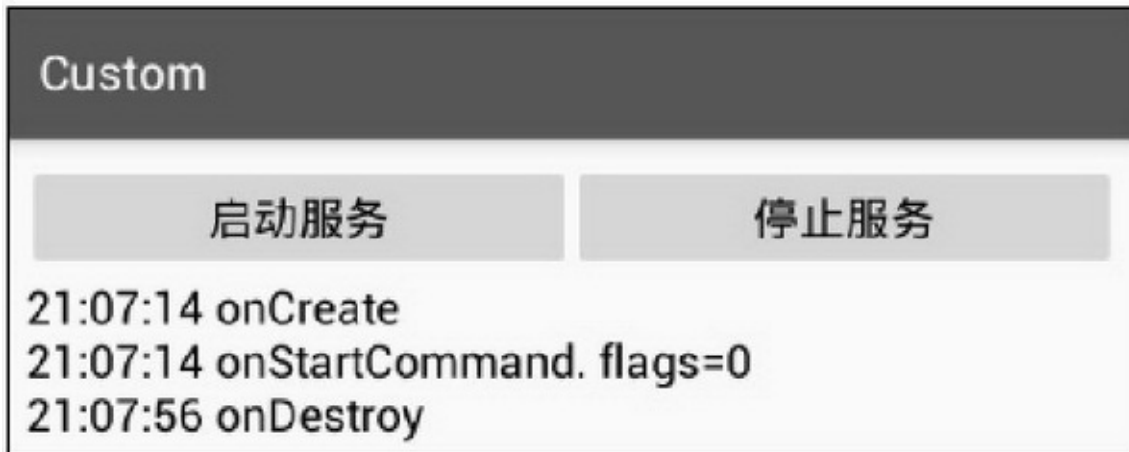 Custom
启动服务 停止服务
21:07:14 onCreate
21:07:14 onStartCommand. flags=0
21:07:56 onDestroy